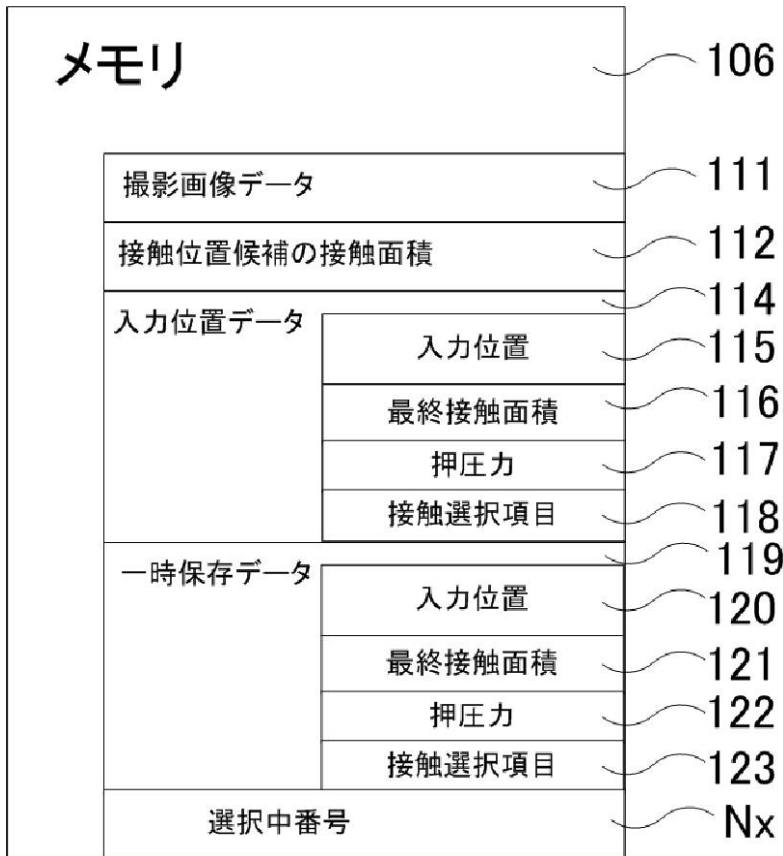 メモリ 106
撮影画像データ 111
接触位置候補の接触面積 112
入力位置データ 114
入力位置 115
最終接触面積 116
押圧力 117
接触選択項目 118
一時保存データ 119
入力位置 120
最終接触面積 121
押圧力 122
接触選択項目 123
選択中番号 Nx